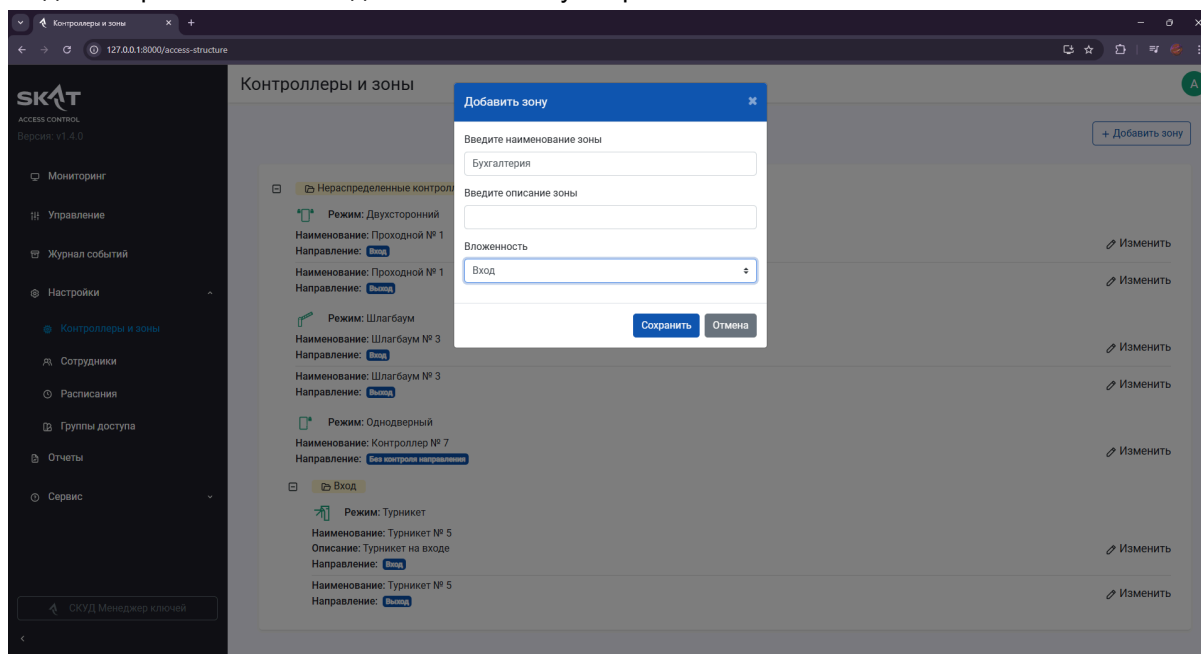 Контроллеры и зоны
127.0.0.1:8000/access-structure
SKAT
ACCESS CONTROL
Версия: v1.4.0
Мониторинг
Управление
Журнал событий
Настройки
Контроллеры и зоны
Сотрудники
Расписания
Группы доступа
Отчеты
Сервис
СКУД Менеджер ключей
Контроллеры и зоны
A
+ Добавить зону
Добавить зону
Введите наименование зоны
Бухгалтерия
Введите описание зоны
Вложенность
Вход
Сохранить Отмена
Нераспределенные
Режим: Двухсторонний
Наименование: Проходной № 1
Направление: Вход
Изменить
Наименование: Проходной № 1
Направление: Выход
Изменить
Режим: Шлагбаум
Наименование: Шлагбаум № 3
Направление: Вход
Изменить
Наименование: Шлагбаум № 3
Направление: Выход
Изменить
Режим: Однодверный
Наименование: Контроллер № 7
Направление: Без контроля направления
Изменить
Вход
Режим: Турникет
Наименование: Турникет № 5
Описание: Турникет на входе
Направление: Вход
Изменить
Наименование: Турникет № 5
Направление: Выход
Изменить